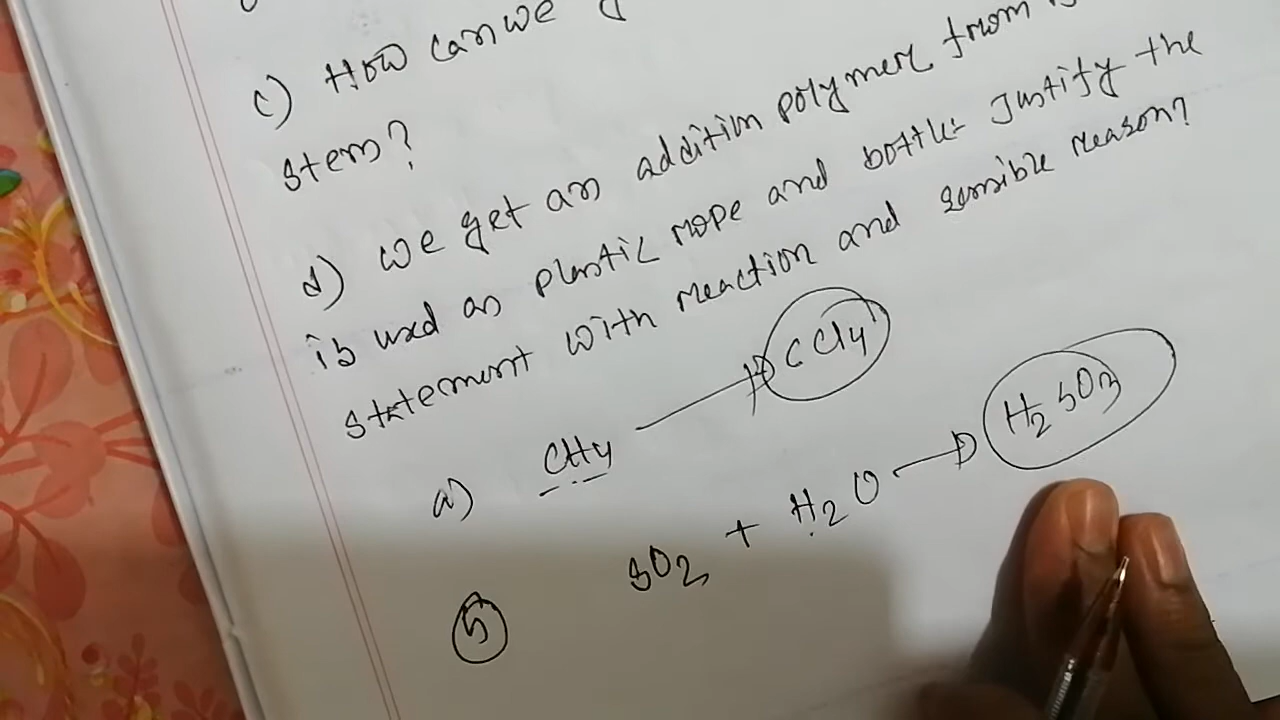 c) How can we
stem?
d) we get an addition polymer from
is used as plastic rope and bottle. Justify the
statement with reaction and sensible reason?
a) CH4 → CCl4
SO2 + H2O → H2SO3
5